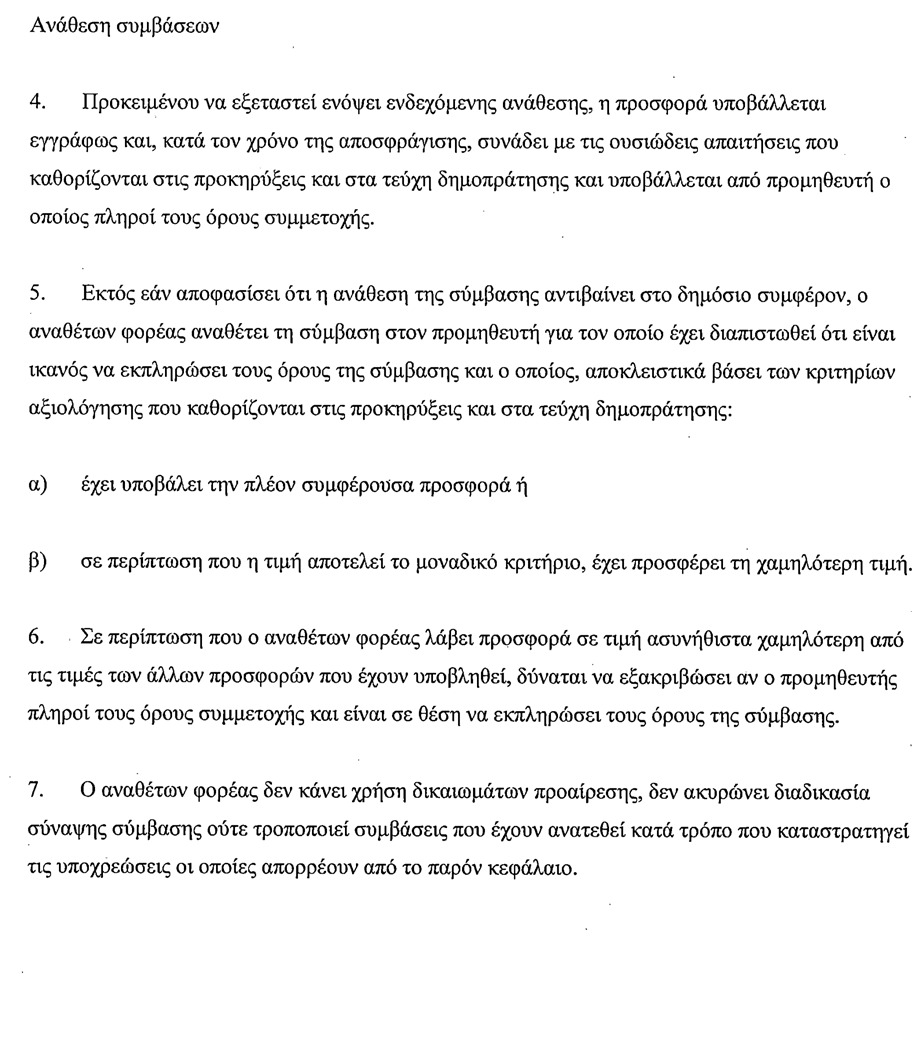 Ανάθεση συμβάσεων
4. Προκειμένου να εξεταστεί ενόψει ενδεχόμενης ανάθεσης, η προσφορά υποβάλλεται
εγγράφως και, κατά τον χρόνο της αποσφράγισης, συνάδει με τις ουσιώδεις απαιτήσεις που
καθορίζονται στις προκηρύξεις και στα τεύχη δημοπράτησης και υποβάλλεται από προμηθευτή ο
οποίος πληροί τους όρους συμμετοχής.
5. Εκτός εάν αποφασίσει ότι η ανάθεση της σύμβασης αντιβαίνει στο δημόσιο συμφέρον, ο
αναθέτων φορέας αναθέτει τη σύμβαση στον προμηθευτή για τον οποίο έχει διαπιστωθεί ότι είναι
ικανός να εκπληρώσει τους όρους της σύμβασης και ο οποίος, αποκλειστικά βάσει των κριτηρίων
αξιολόγησης που καθορίζονται στις προκηρύξεις και στα τεύχη δημοπράτησης:
α) έχει υποβάλει την πλέον συμφέρουσα προσφορά ή
β) σε περίπτωση που η τιμή αποτελεί το μοναδικό κριτήριο, έχει προσφέρει τη χαμηλότερη τιμή.
6. Σε περίπτωση που ο αναθέτων φορέας λάβει προσφορά σε τιμή ασυνήθιστα χαμηλότερη από
τις τιμές των άλλων προσφορών που έχουν υποβληθεί, δύναται να εξακριβώσει αν ο προμηθευτής
πληροί τους όρους συμμετοχής και είναι σε θέση να εκπληρώσει τους όρους της σύμβασης.
7. Ο αναθέτων φορέας δεν κάνει χρήση δικαιωμάτων προαίρεσης, δεν ακυρώνει διαδικασία
σύναψης σύμβασης ούτε τροποποιεί συμβάσεις που έχουν ανατεθεί κατά τρόπο που καταστρατηγεί
τις υποχρεώσεις οι οποίες απορρέουν από το παρόν κεφάλαιο.